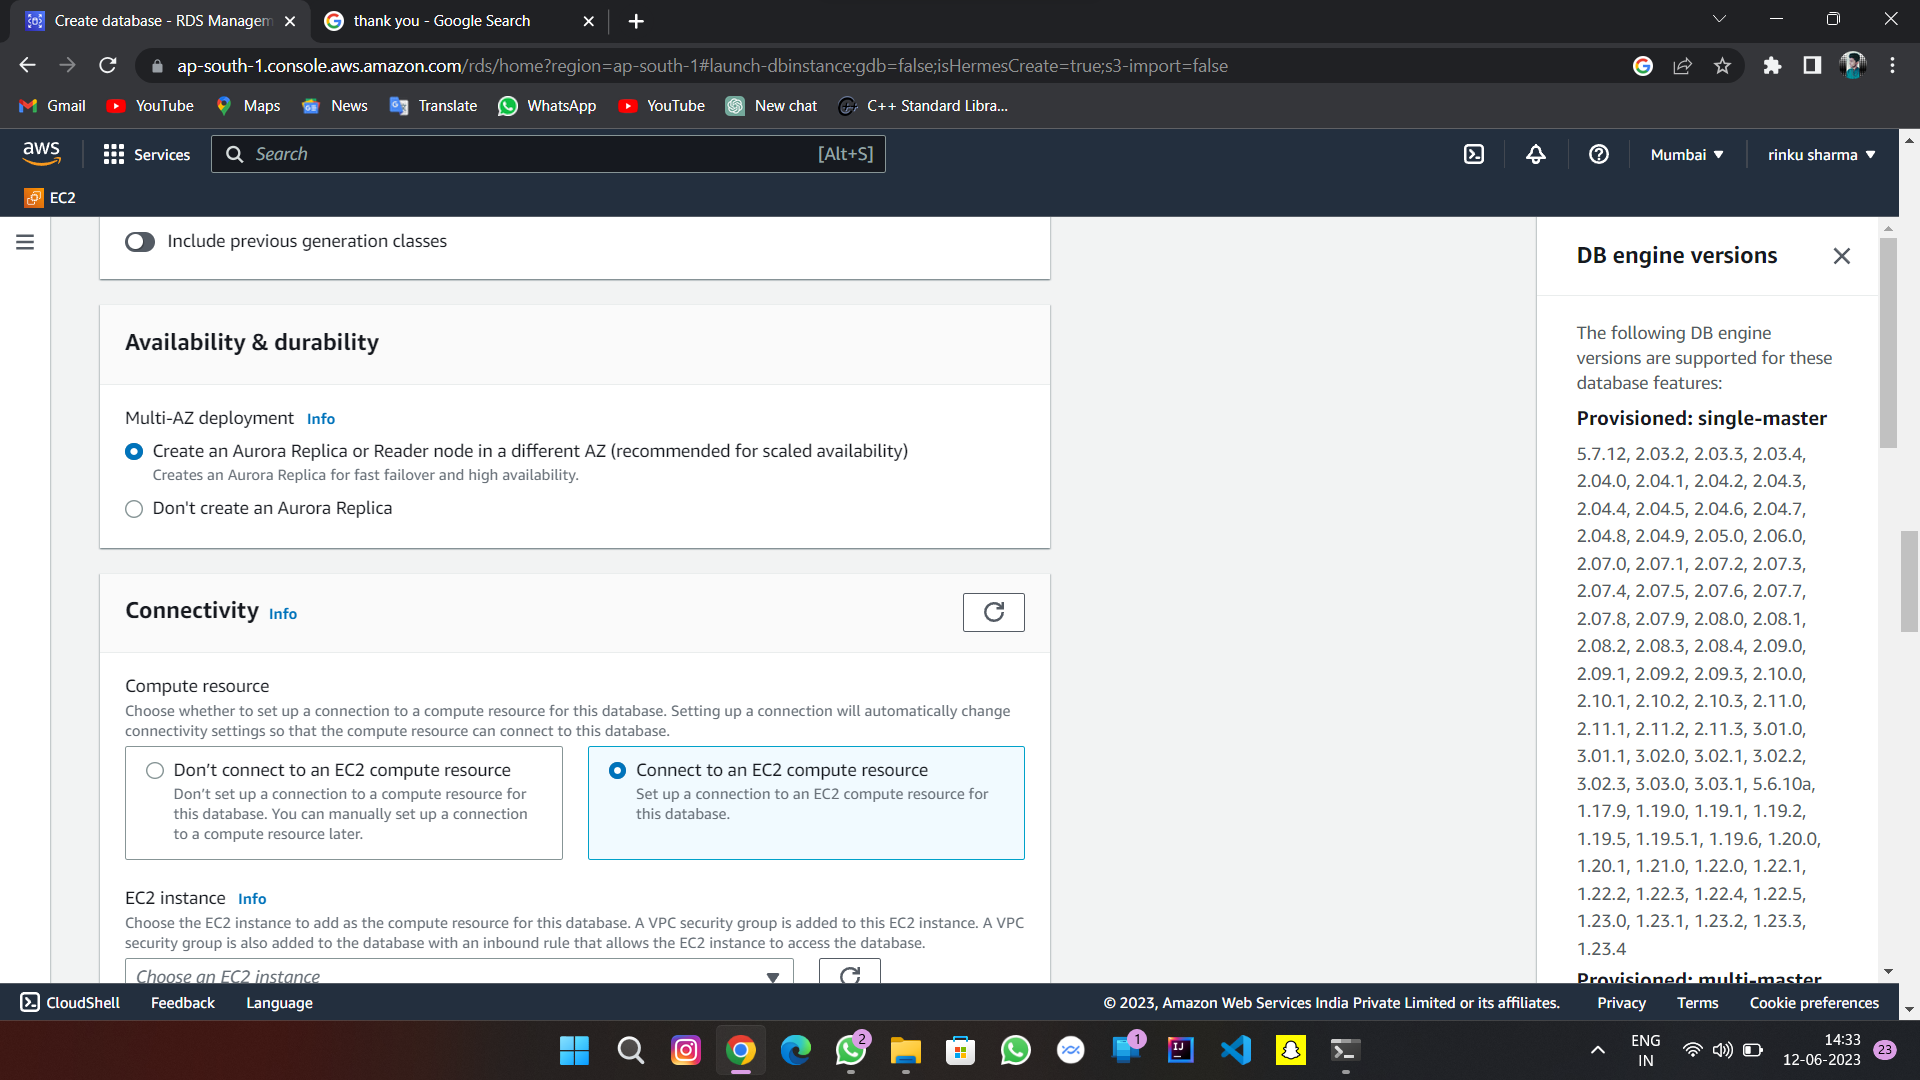 Create database - RDS Managem
thank you - Google Search
ap-south-1.console.aws.amazon.com/rds/home?region=ap-south-1#launch-dbinstance:gdb=false;isHermesCreate=true;s3-import=false
Gmail
YouTube
Maps
News
Translate
WhatsApp
YouTube
New chat
C++ Standard Libra...
aws
Services
Search
[Alt+S]
Mumbai
rinku sharma
EC2
Include previous generation classes
Availability & durability
Multi-AZ deployment Info
Create an Aurora Replica or Reader node in a different AZ (recommended for scaled availability)
Creates an Aurora Replica for fast failover and high availability.
Don't create an Aurora Replica
Connectivity Info
Compute resource
Choose whether to set up a connection to a compute resource for this database. Setting up a connection will automatically change
connectivity settings so that the compute resource can connect to this database.
Don’t connect to an EC2 compute resource
Don’t set up a connection to a compute resource for
this database. You can manually set up a connection
to a compute resource later.
Connect to an EC2 compute resource
Set up a connection to an EC2 compute resource for
this database.
EC2 instance Info
Choose the EC2 instance to add as the compute resource for this database. A VPC security group is added to this EC2 instance. A VPC
security group is also added to the database with an inbound rule that allows the EC2 instance to access the database.
Choose an EC2 instance
DB engine versions
The following DB engine
versions are supported for these
database features:
Provisioned: single-master
5.7.12, 2.03.2, 2.03.3, 2.03.4,
2.04.0, 2.04.1, 2.04.2, 2.04.3,
2.04.4, 2.04.5, 2.04.6, 2.04.7,
2.04.8, 2.04.9, 2.05.0, 2.06.0,
2.07.0, 2.07.1, 2.07.2, 2.07.3,
2.07.4, 2.07.5, 2.07.6, 2.07.7,
2.07.8, 2.07.9, 2.08.0, 2.08.1,
2.08.2, 2.08.3, 2.08.4, 2.09.0,
2.09.1, 2.09.2, 2.09.3, 2.10.0,
2.10.1, 2.10.2, 2.10.3, 2.11.0,
2.11.1, 2.11.2, 2.11.3, 3.01.0,
3.01.1, 3.02.0, 3.02.1, 3.02.2,
3.02.3, 3.03.0, 3.03.1, 5.6.10a,
1.17.9, 1.19.0, 1.19.1, 1.19.2,
1.19.5, 1.19.5.1, 1.19.6, 1.20.0,
1.20.1, 1.21.0, 1.22.0, 1.22.1,
1.22.2, 1.22.3, 1.22.4, 1.22.5,
1.23.0, 1.23.1, 1.23.2, 1.23.3,
1.23.4
Provisioned: multi-master
CloudShell
Feedback
Language
© 2023, Amazon Web Services India Private Limited or its affiliates.
Privacy
Terms
Cookie preferences
2
1
IJ
ENG
IN
14:33
12-06-2023
23